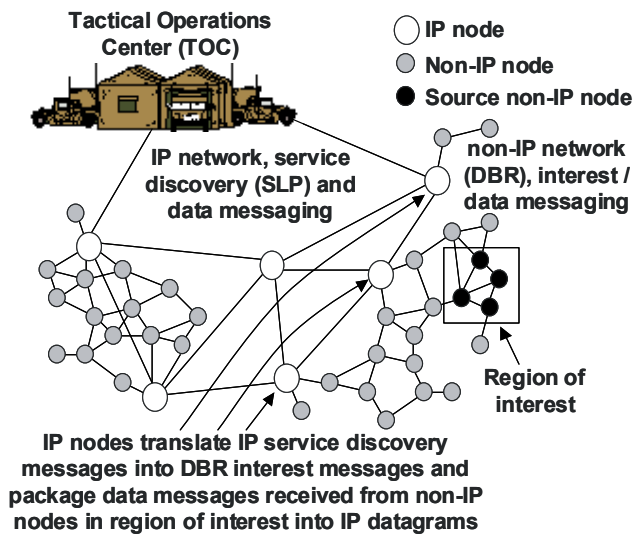 Tactical Operations
Center (TOC)
IP node
Non-IP node
Source non-IP node
IP network, service
discovery (SLP) and
data messaging
non-IP network
(DBR), interest /
data messaging
Region of
interest
IP nodes translate IP service discovery
messages into DBR interest messages and
package data messages received from non-IP
nodes in region of interest into IP datagrams